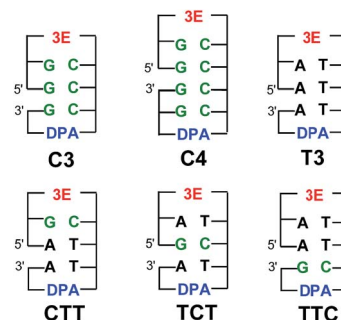 3E
G C
5' G C
3' G C
DPA
C3
3E
G C
5' G C
3' G C
G C
DPA
C4
3E
A T
5' A T
3' A T
DPA
T3
3E
G C
5' A T
3' A T
DPA
CTT
3E
A T
5' G C
3' A T
DPA
TCT
3E
A T
5' A T
3' G C
DPA
TTC